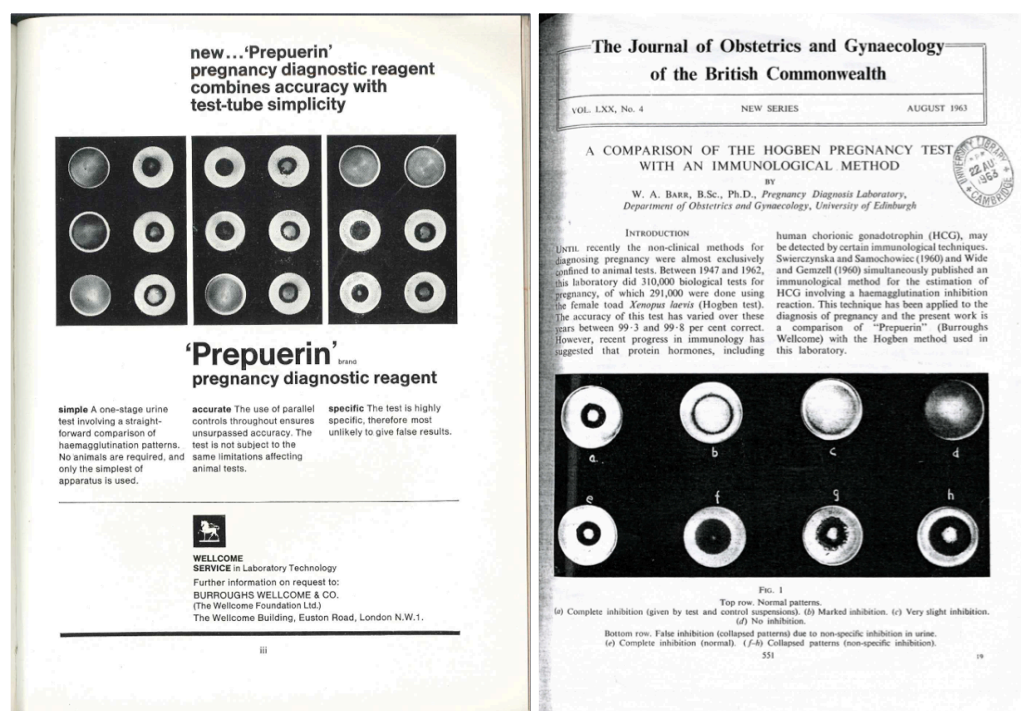 new...'Prepuerin'
pregnancy diagnostic reagent
combines accuracy with
test-tube simplicity
'Prepuerin' brand
pregnancy diagnostic reagent
simple A one-stage urine
test involving a straight-
forward comparison of
haemagglutination patterns.
No animals are required, and
only the simplest of
apparatus is used.
accurate The use of parallel
controls throughout ensures
unsurpassed accuracy. The
test is not subject to the
same limitations affecting
animal tests.
specific The test is highly
specific, therefore most
unlikely to give false results.
WELLCOME
SERVICE in Laboratory Technology
Further information on request to:
BURROUGHS WELLCOME & CO.
(The Wellcome Foundation Ltd.)
The Wellcome Building, Euston Road, London N.W.1.
iii
The Journal of Obstetrics and Gynaecology
of the British Commonwealth
VOL. LXX, No. 4 NEW SERIES AUGUST 1963
A COMPARISON OF THE HOGBEN PREGNANCY TEST
WITH AN IMMUNOLOGICAL METHOD
BY
W. A. BARR, B.Sc., Ph.D., Pregnancy Diagnosis Laboratory,
Department of Obstetrics and Gynaecology, University of Edinburgh
UNIVERSITY LIBRARY
22 AU
1963
CAMBRIDGE
INTRODUCTION
UNTIL recently the non-clinical methods for
diagnosing pregnancy were almost exclusively
confined to animal tests. Between 1947 and 1962,
this laboratory did 310,000 biological tests for
pregnancy, of which 291,000 were done using
the female toad Xenopus laevis (Hogben test).
The accuracy of this test has varied over these
years between 99·3 and 99·8 per cent correct.
However, recent progress in immunology has
suggested that protein hormones, including
human chorionic gonadotrophin (HCG), may
be detected by certain immunological techniques.
Swierczynska and Samochowiec (1960) and Wide
and Gemzell (1960) simultaneously published an
immunological method for the estimation of
HCG involving a haemagglutination inhibition
reaction. This technique has been applied to the
diagnosis of pregnancy and the present work is
a comparison of "Prepuerin" (Burroughs
Wellcome) with the Hogben method used in
this laboratory.
a b c d
e f g h
FIG. 1
Top row. Normal patterns.
(a) Complete inhibition (given by test and control suspensions). (b) Marked inhibition. (c) Very slight inhibition.
(d) No inhibition.
Bottom row. False inhibition (collapsed patterns) due to non-specific inhibition in urine.
(e) Complete inhibition (normal). (f-h) Collapsed patterns (non-specific inhibition).
551